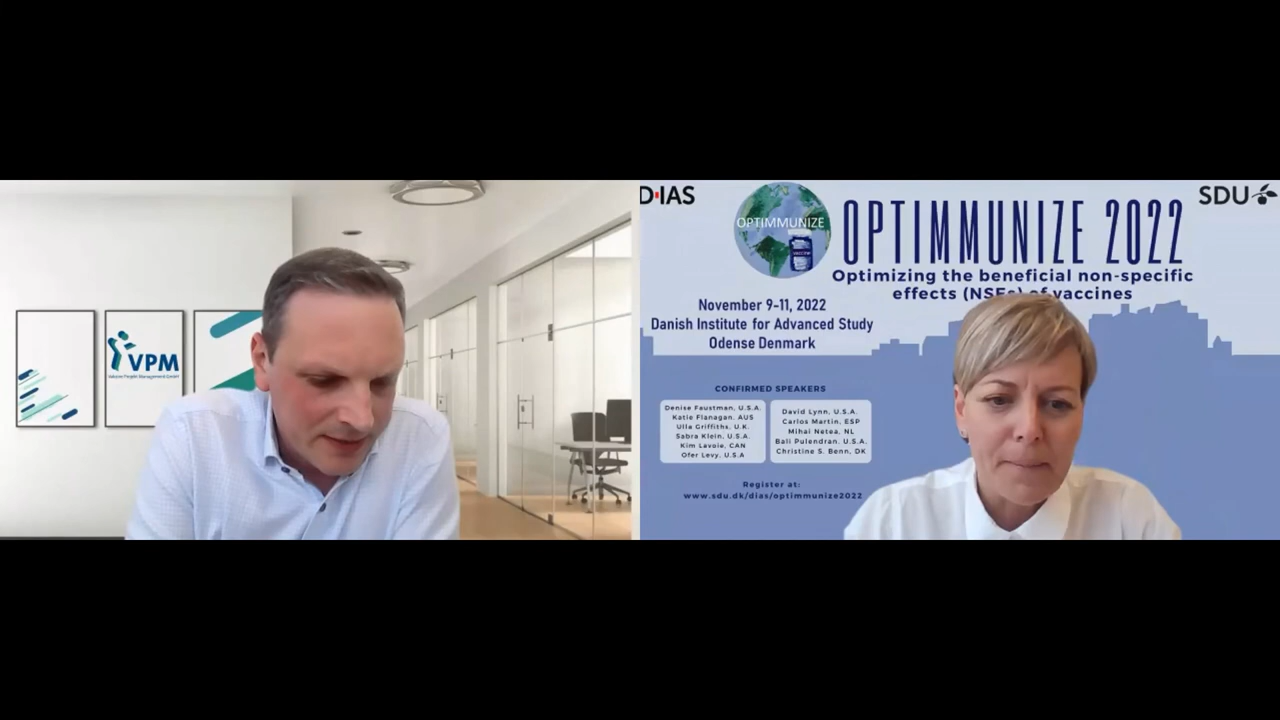 VPM
Vakzine Projekt Management GmbH
D·IAS
OPTIMMUNIZE
vaccine
OPTIMMUNIZE 2022
SDU
Optimizing the beneficial non-specific
effects (NSEs) of vaccines
November 9-11, 2022
Danish Institute for Advanced Study
Odense Denmark
CONFIRMED SPEAKERS
Denise Faustman, U.S.A.
Katie Flanagan, AUS
Ulla Griffiths, U.K.
Sabra Klein, U.S.A.
Kim Lavoie, CAN
Ofer Levy, U.S.A
David Lynn, U.S.A.
Carlos Martin, ESP
Mihai Netea, NL
Bali Pulendran, U.S.A.
Christine S. Benn, DK
Register at:
www.sdu.dk/dias/optimmunize2022